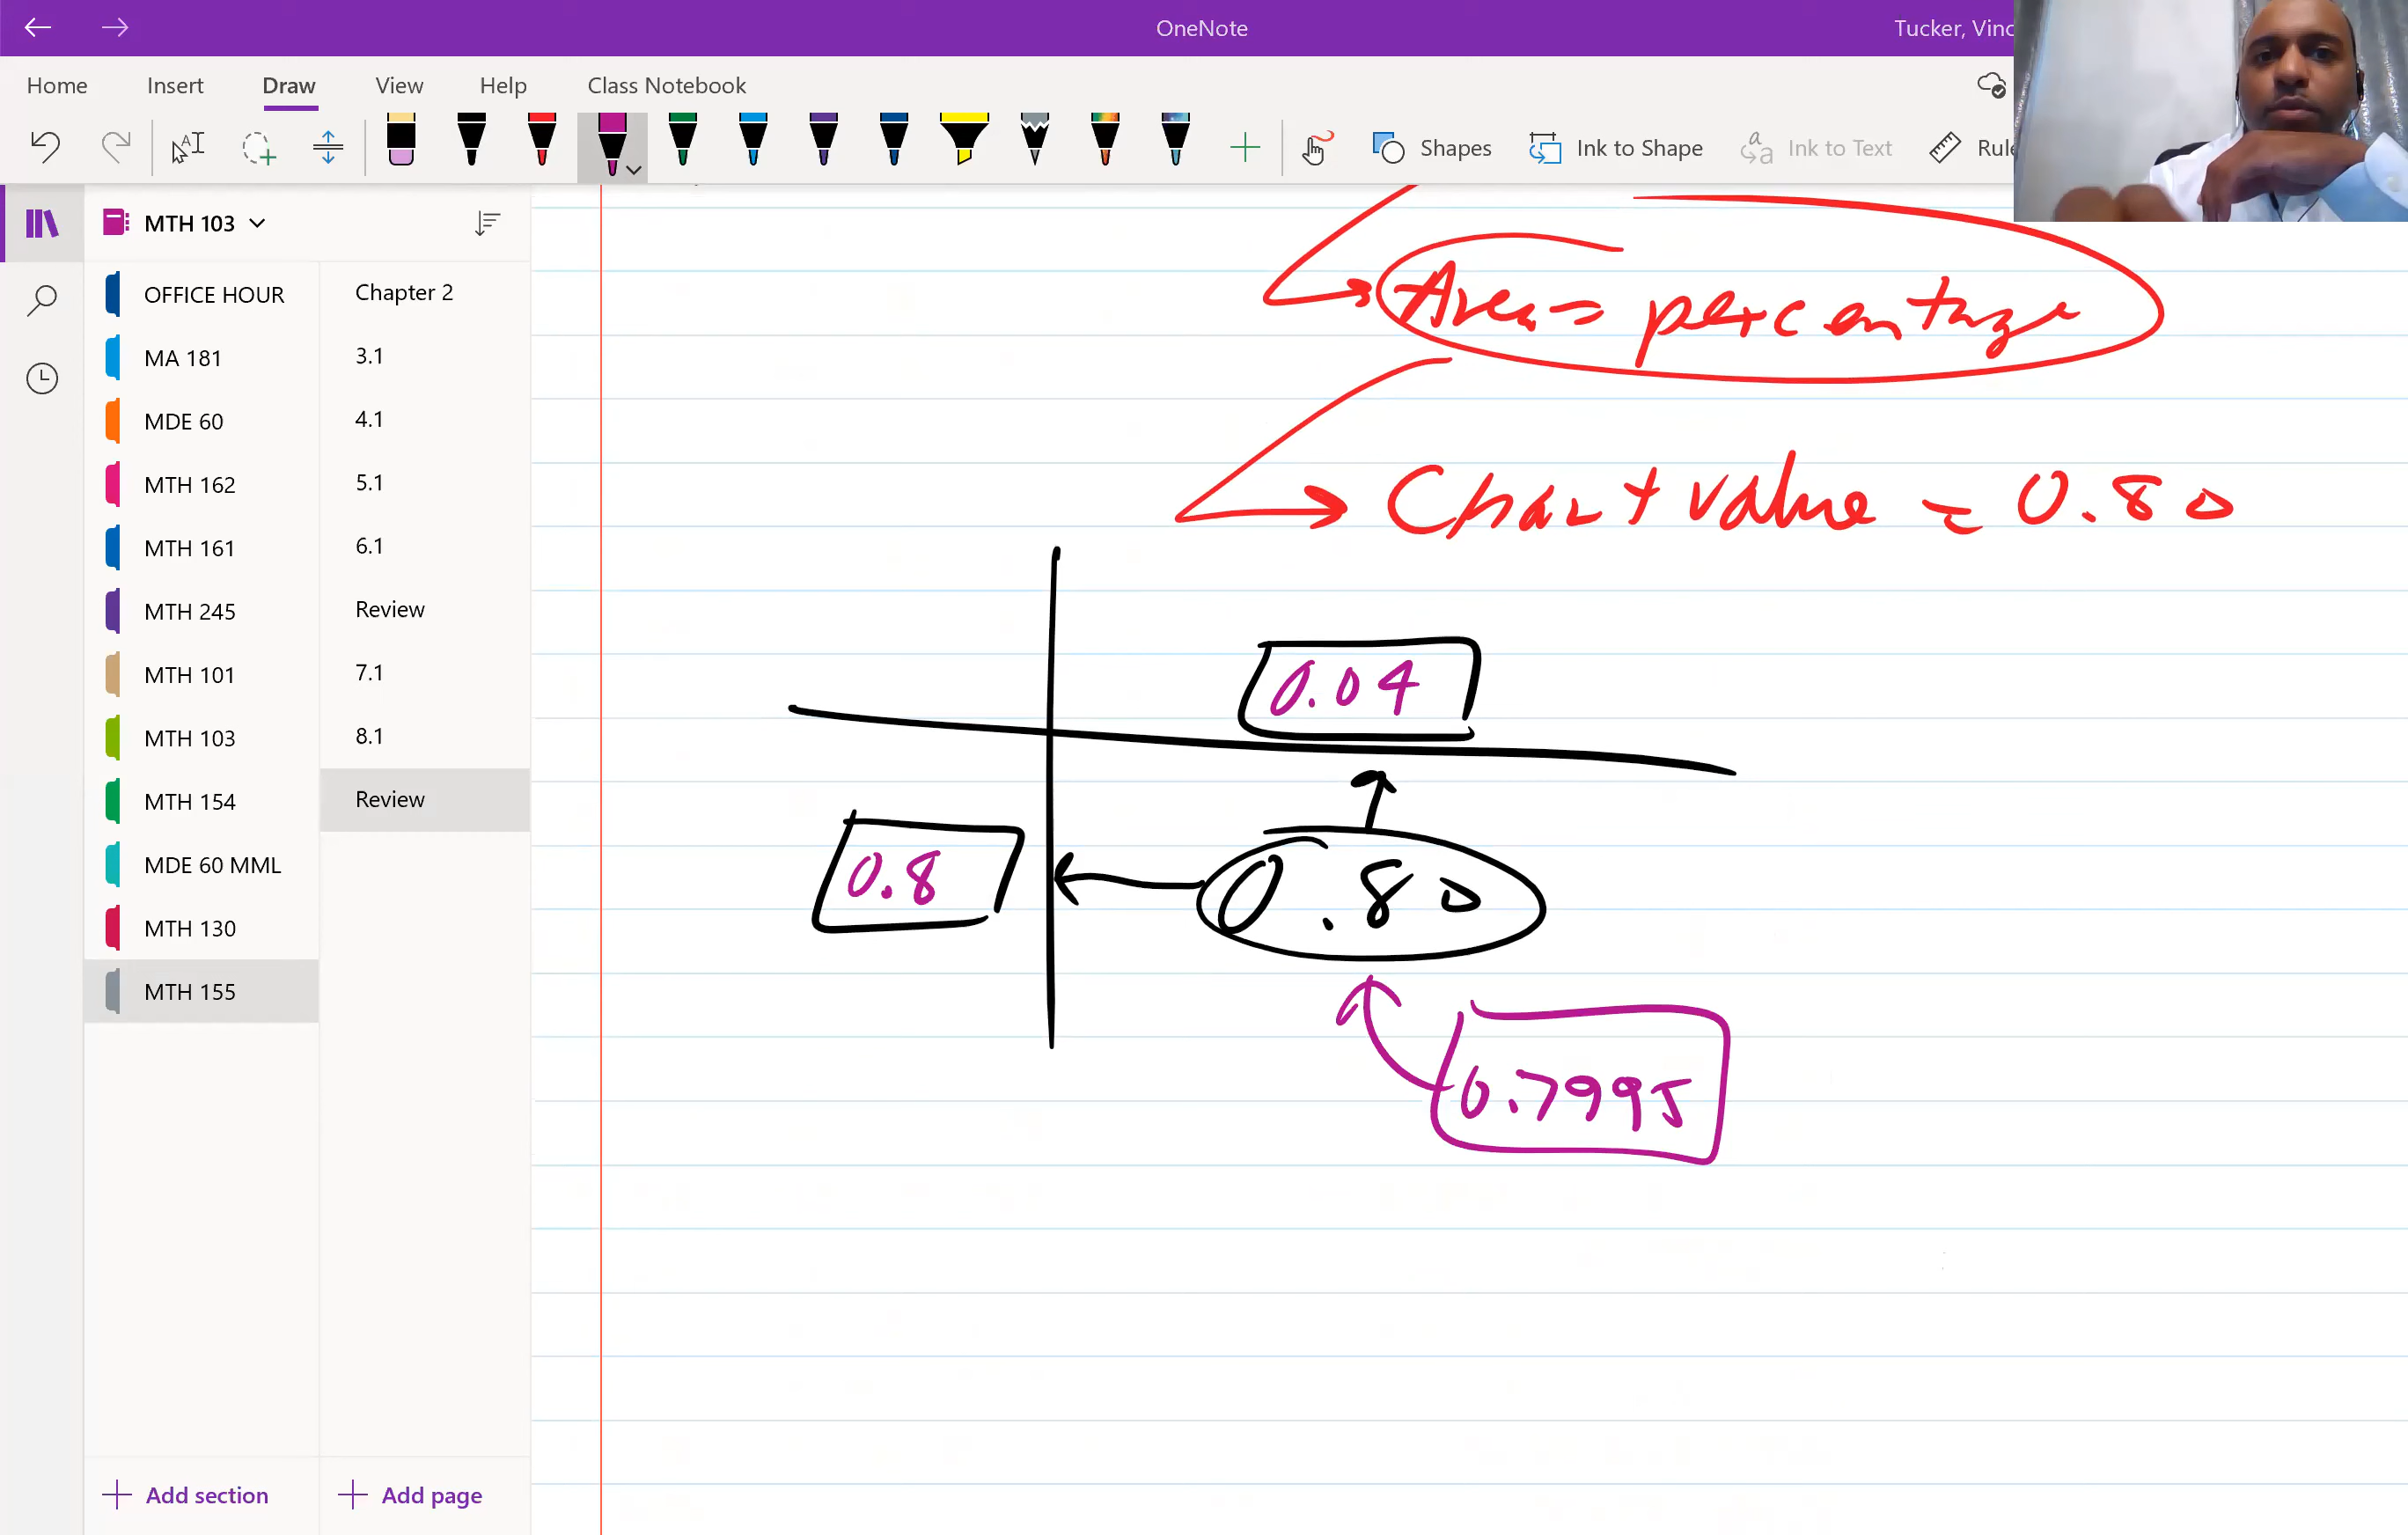 OneNote
Tucker, Vinc
Home Insert Draw View Help Class Notebook
Shapes Ink to Shape Ink to Text Rule
MTH 103
OFFICE HOUR
MA 181
MDE 60
MTH 162
MTH 161
MTH 245
MTH 101
MTH 103
MTH 154
MDE 60 MML
MTH 130
MTH 155
Add section
Chapter 2
3.1
4.1
5.1
6.1
Review
7.1
8.1
Review
Add page
Area = percentage
Chart value = 0.80
0.04
0.8
0.80
0.7995